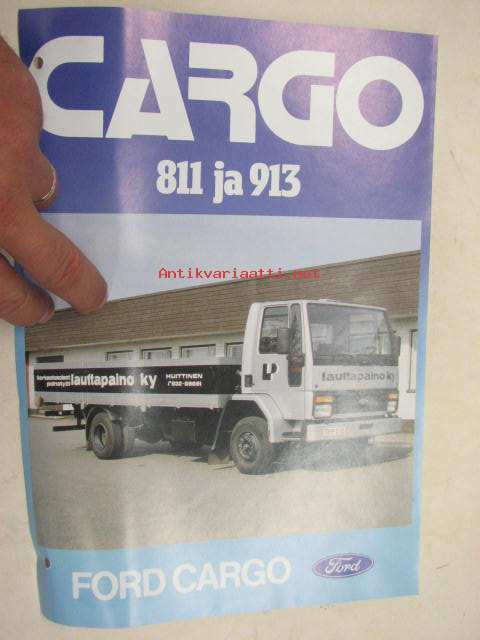 CARGO
811 ja 913
Antikvariaatti.net
lauttapaino ky
HUITTINEN
lauttapaino ky
FORD CARGO
Ford